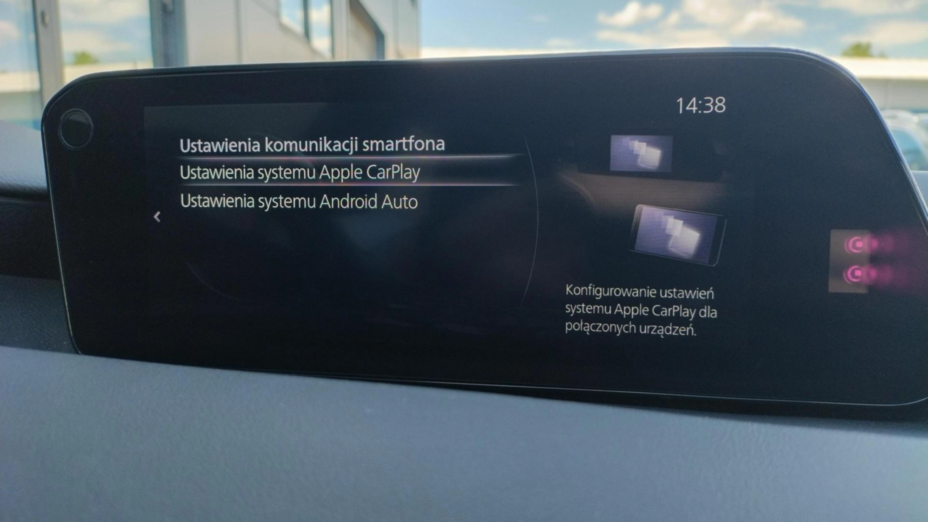 14:38
Ustawienia komunikacji smartfona
Ustawienia systemu Apple CarPlay
Ustawienia systemu Android Auto
Konfigurowanie ustawień
systemu Apple CarPlay dla
połączonych urządzeń.